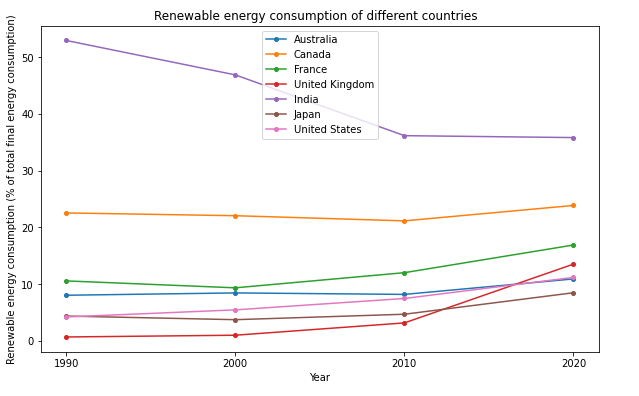 Renewable energy consumption of different countries
Renewable energy consumption (% of total final energy consumption)
50
40
30
20
10
0
Australia
Canada
France
United Kingdom
India
Japan
United States
1990
2000
2010
2020
Year